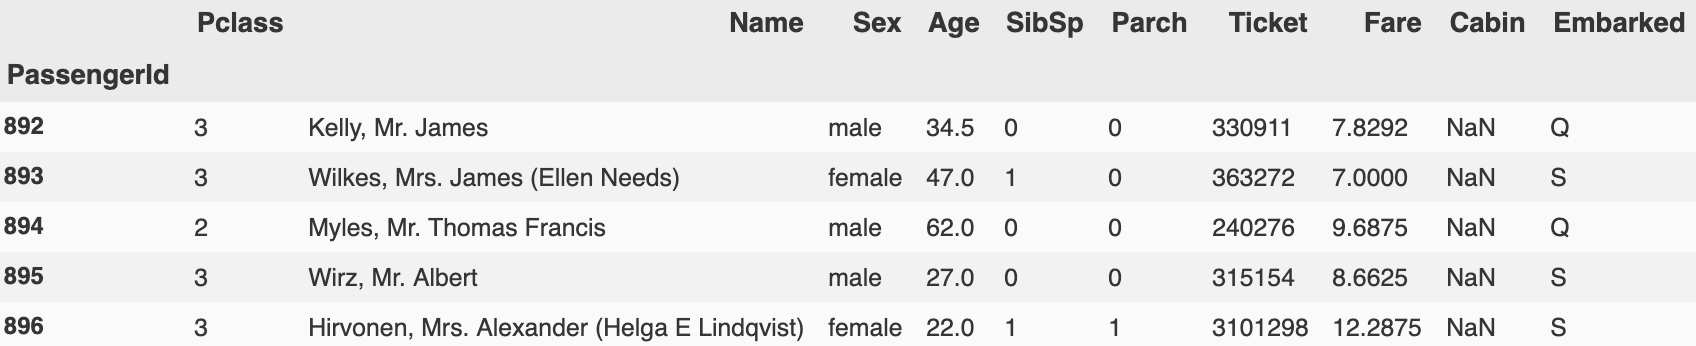 Pclass Name Sex Age SibSp Parch Ticket Fare Cabin Embarked
PassengerId
892 3 Kelly, Mr. James male 34.5 0 0 330911 7.8292 NaN Q
893 3 Wilkes, Mrs. James (Ellen Needs) female 47.0 1 0 363272 7.0000 NaN S
894 2 Myles, Mr. Thomas Francis male 62.0 0 0 240276 9.6875 NaN Q
895 3 Wirz, Mr. Albert male 27.0 0 0 315154 8.6625 NaN S
896 3 Hirvonen, Mrs. Alexander (Helga E Lindqvist) female 22.0 1 1 3101298 12.2875 NaN S